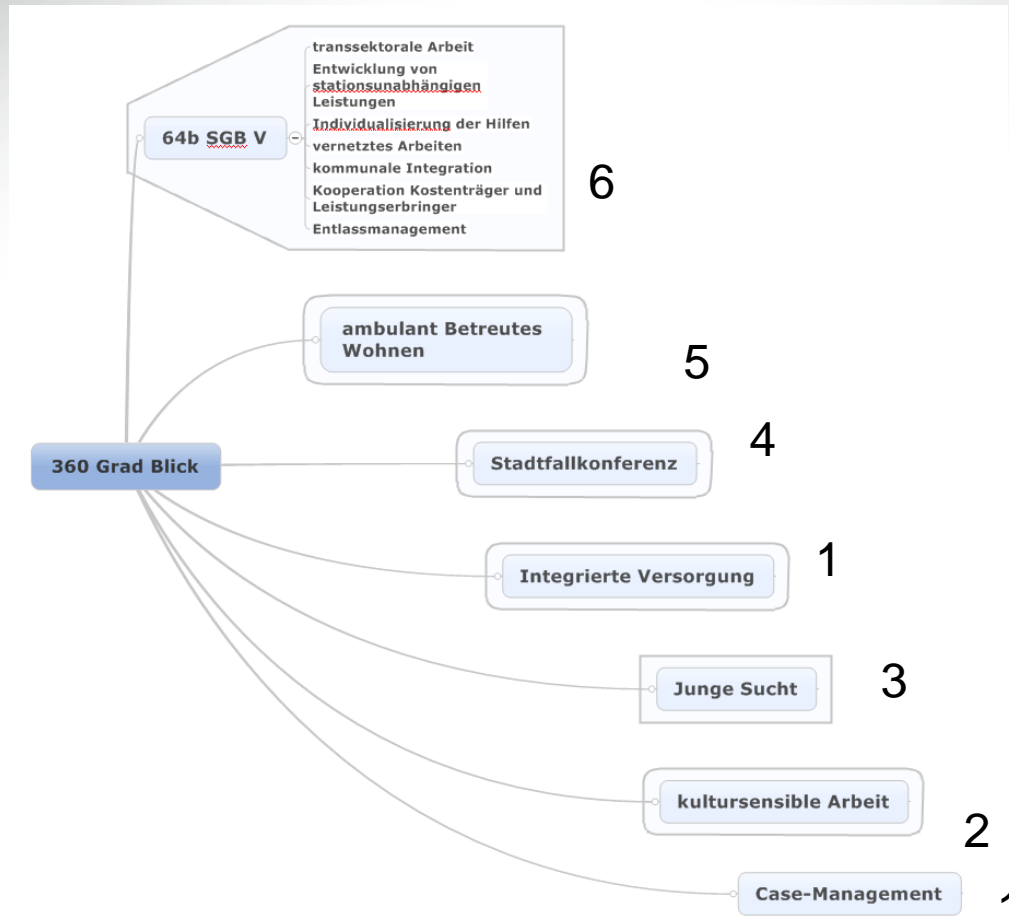 transsektorale Arbeit
Entwicklung von
stationsunabhängigen
Leistungen
64b SGB V
Individualisierung der Hilfen
vernetztes Arbeiten
kommunale Integration
6
Kooperation Kostenträger und
Leistungserbringer
Entlassmanagement
ambulant Betreutes
Wohnen
5
4
360 Grad Blick
Stadtfallkonferenz
1
Integrierte Versorgung
3
Junge Sucht
kultursensible Arbeit
2
Case-Management